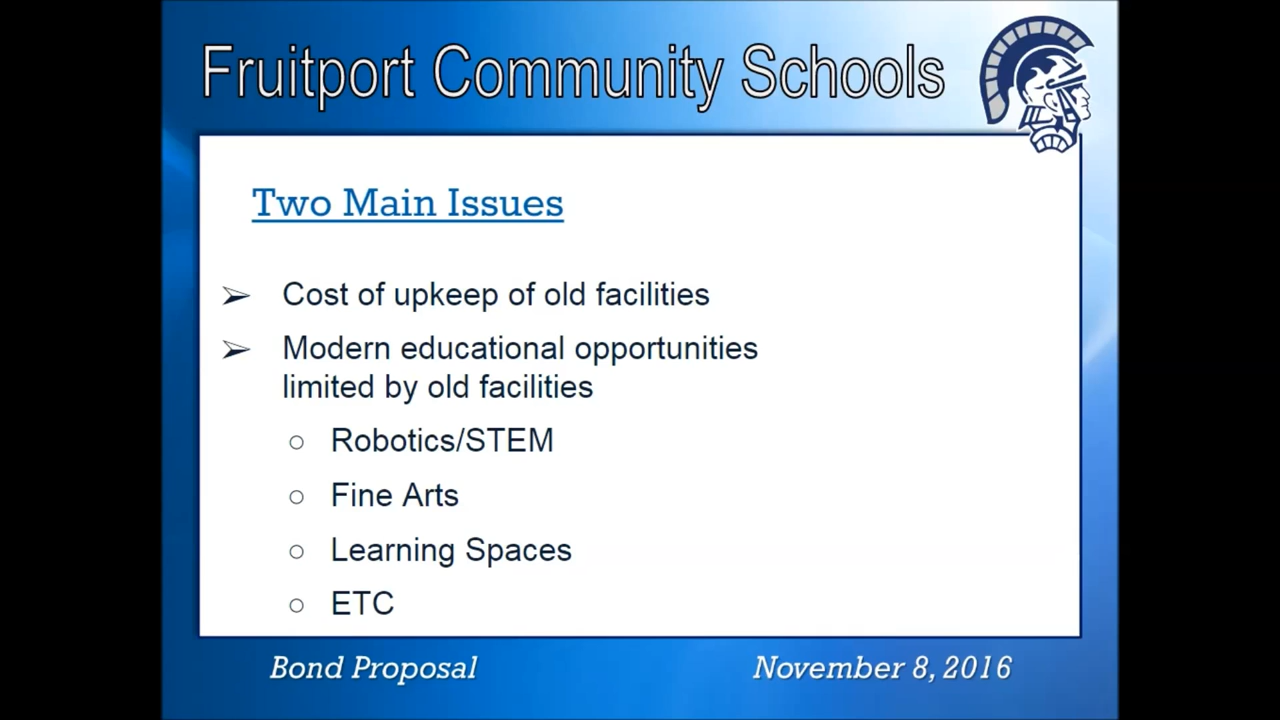 Fruitport Community Schools
Two Main Issues
➢ Cost of upkeep of old facilities
➢ Modern educational opportunities
limited by old facilities
○ Robotics/STEM
○ Fine Arts
○ Learning Spaces
○ ETC
Bond Proposal
November 8, 2016